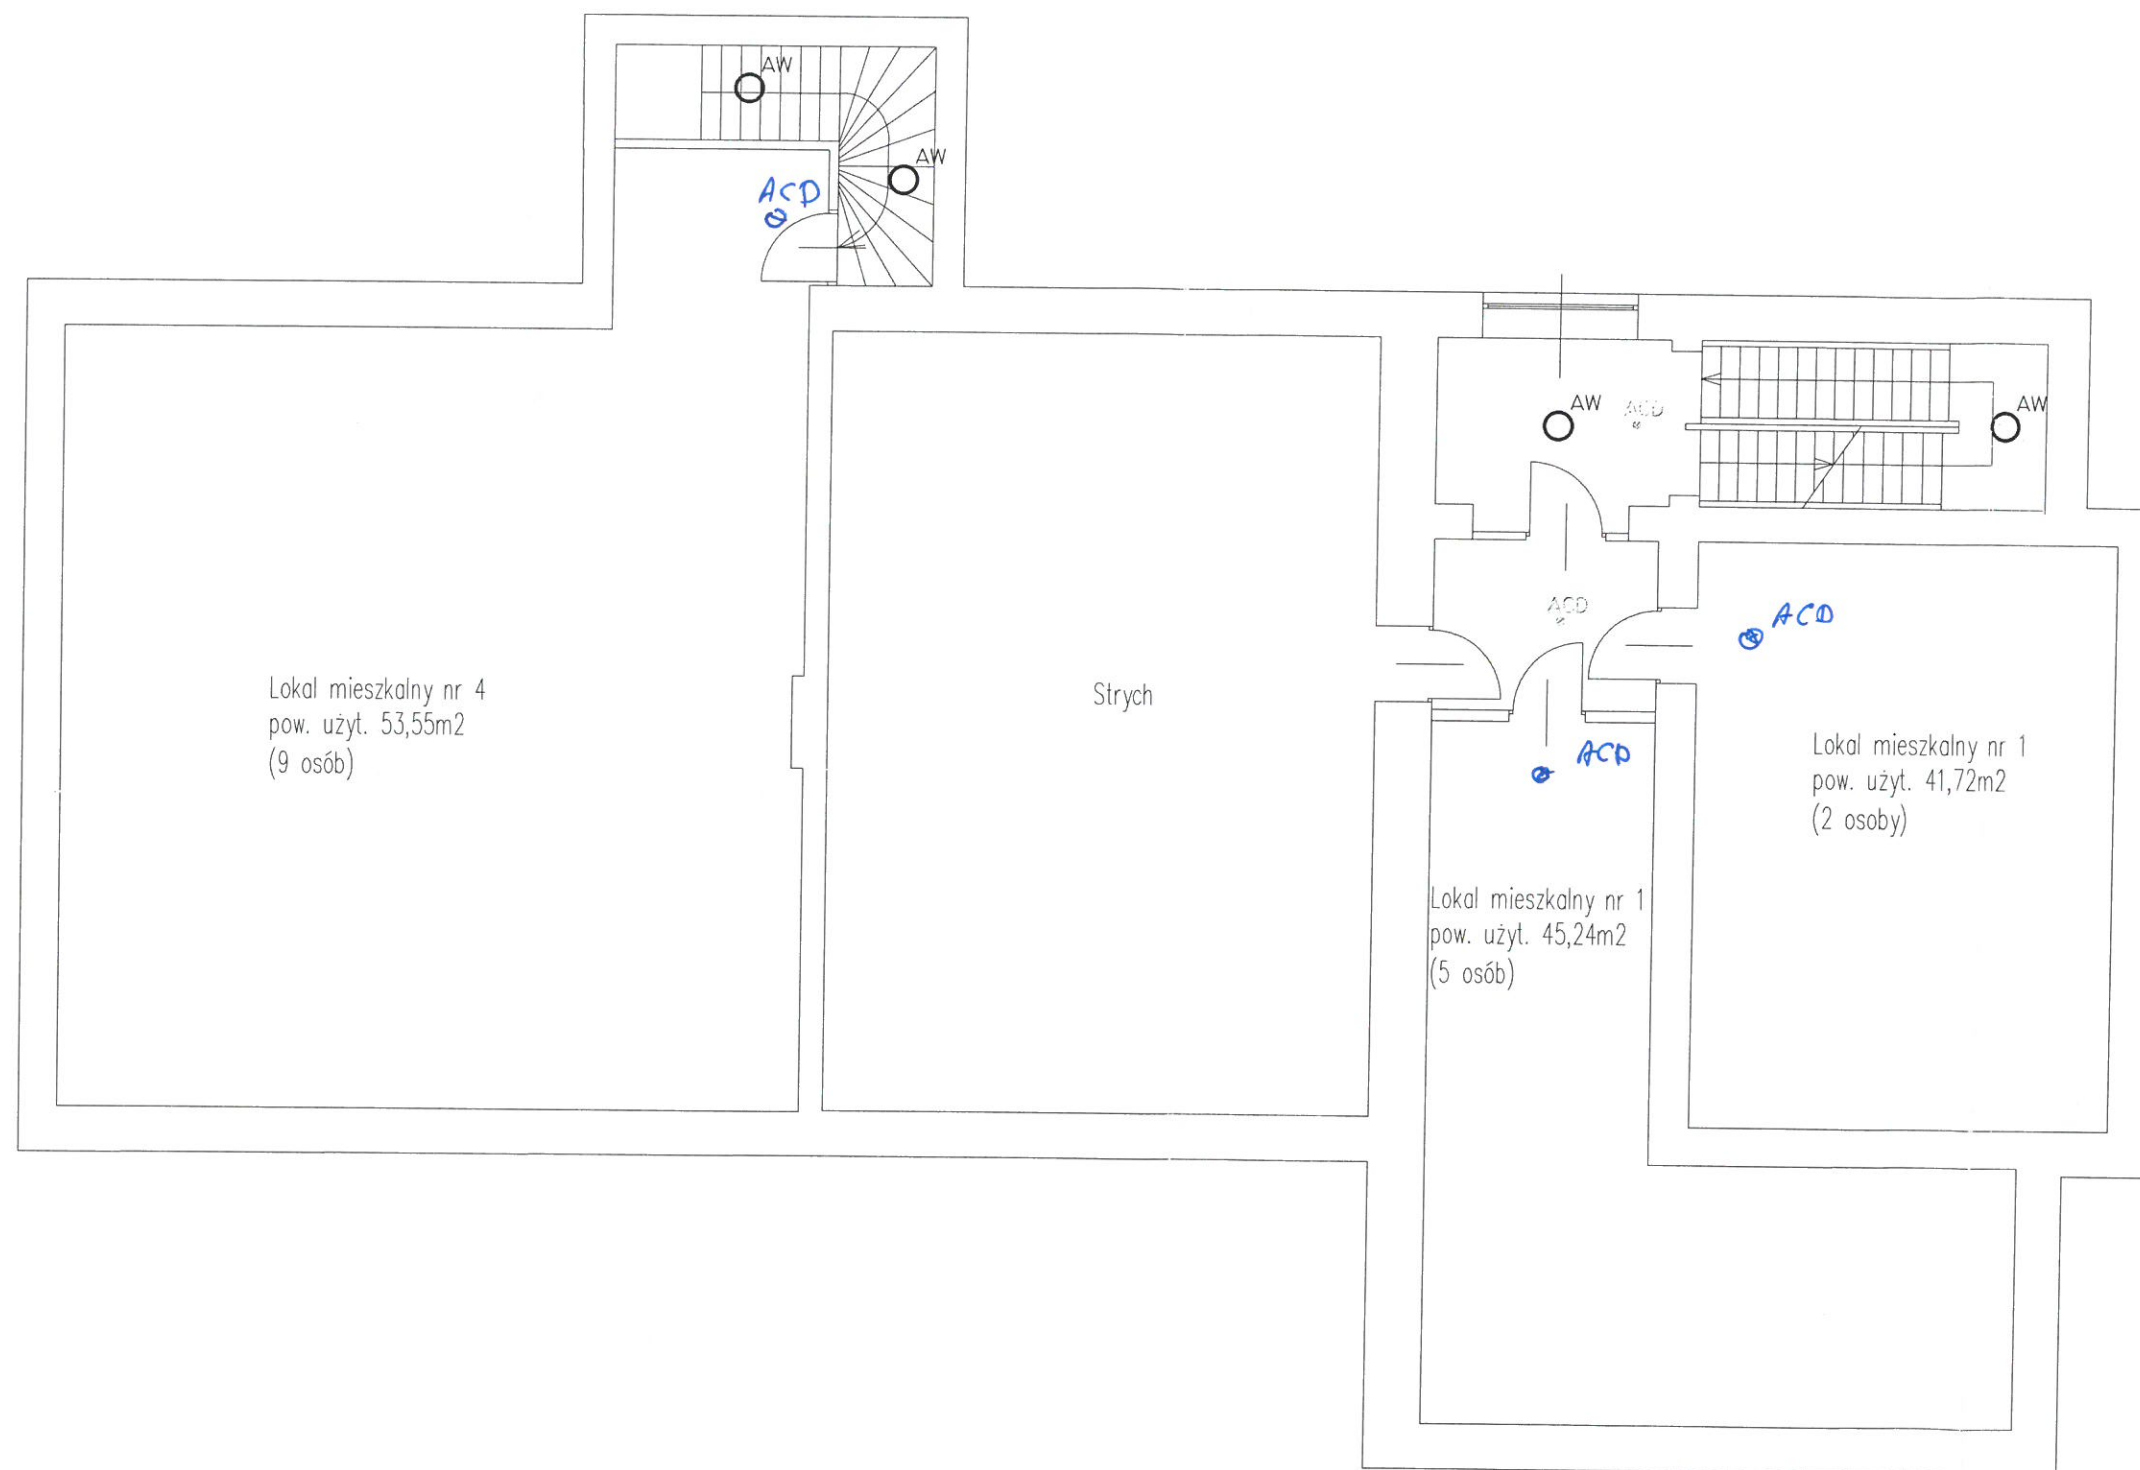 AW
AW
ACD
AW
ACD
AW
ACD
ACD
Lokal mieszkalny nr 4
pow. użyt. 53,55m2
(9 osób)
Strych
ACD
Lokal mieszkalny nr 1
pow. użyt. 41,72m2
(2 osoby)
Lokal mieszkalny nr 1
pow. użyt. 45,24m2
(5 osób)